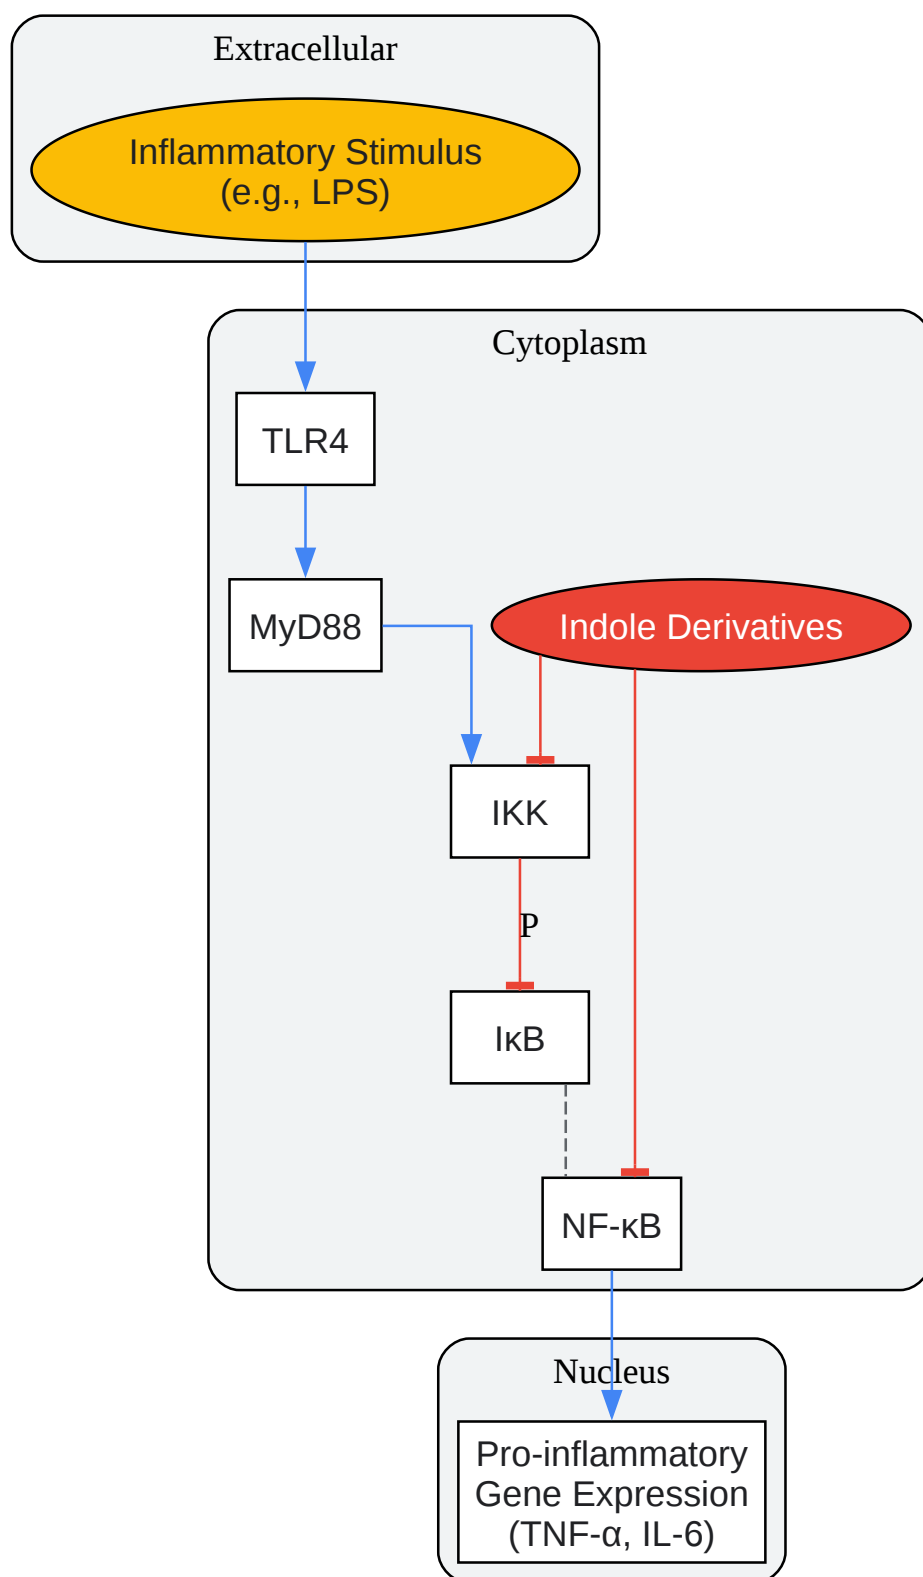 Extracellular
Inflammatory Stimulus
(e.g., LPS)
Cytoplasm
TLR4
MyD88
Indole Derivatives
IKK
P
IκB
NF-κB
Nucleus
Pro-inflammatory
Gene Expression
(TNF-α, IL-6)